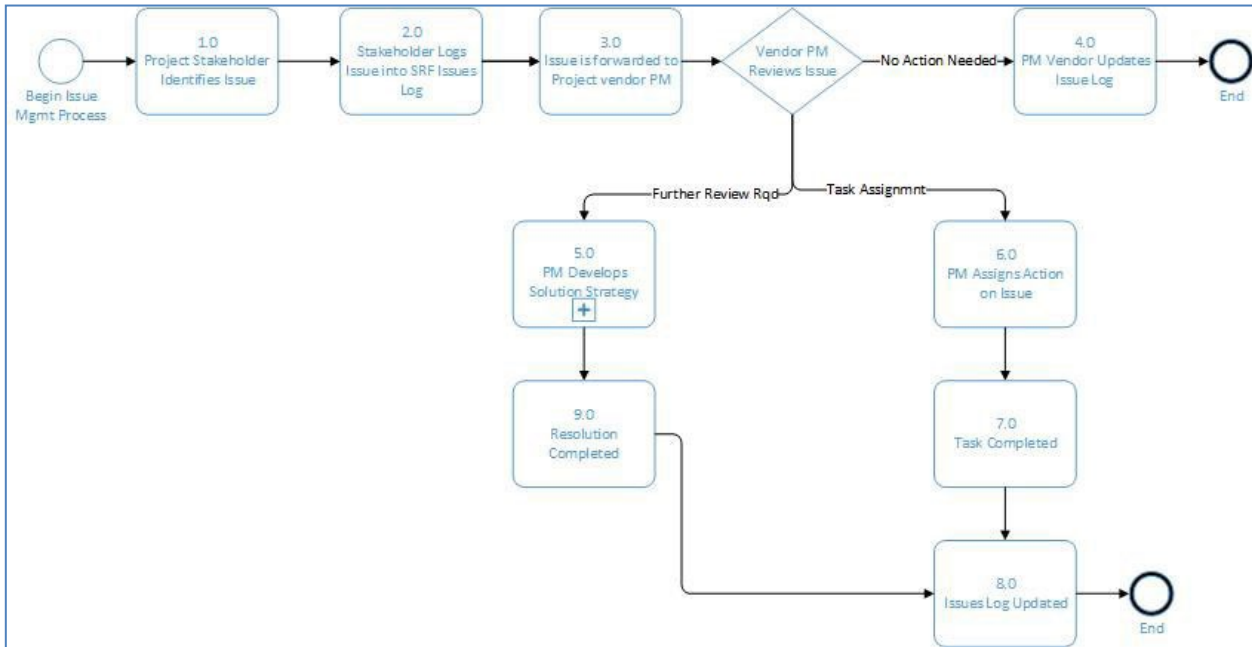 Begin Issue
Mgmt Process
1.0
Project Stakeholder
Identifies Issue
2.0
Stakeholder Logs
Issue into SRF Issues
Log
3.0
Issue is forwarded to
Project vendor PM
Vendor PM
Reviews Issue
No Action Needed
4.0
PM Vendor Updates
Issue Log
End
Further Review Rqd
Task Assignmnt
5.0
PM Develops
Solution Strategy
6.0
PM Assigns Action
on Issue
9.0
Resolution
Completed
7.0
Task Completed
8.0
Issues Log Updated
End